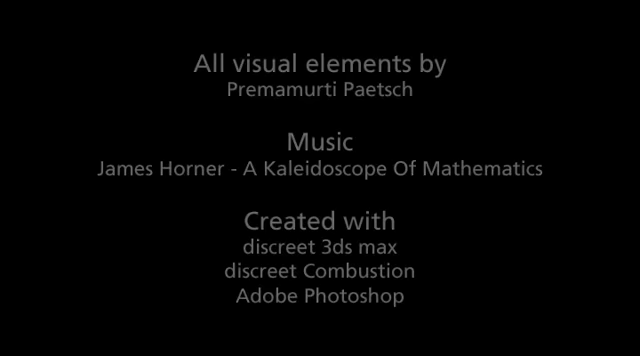 All visual elements by
Premamurti Paetsch
Music
James Horner - A Kaleidoscope Of Mathematics
Created with
discreet 3ds max
discreet Combustion
Adobe Photoshop